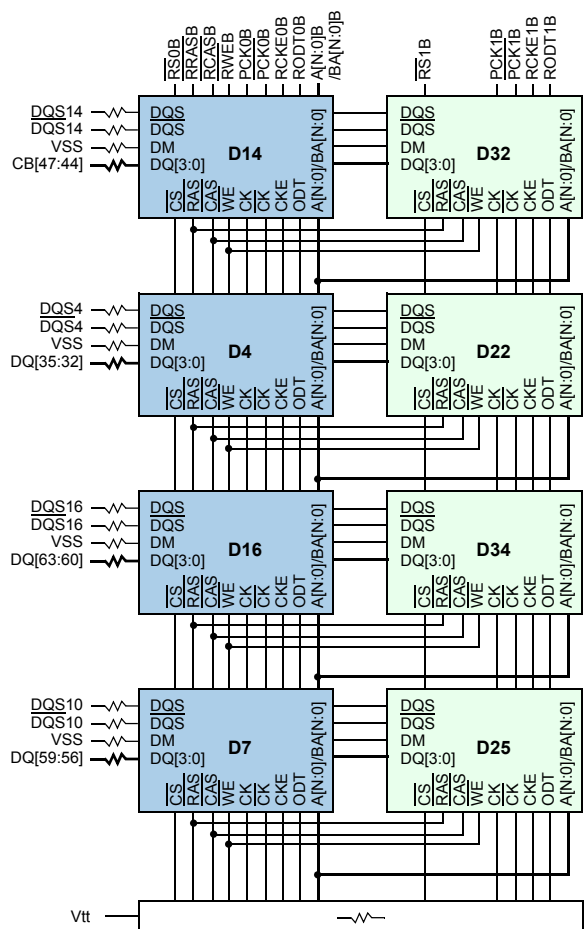 RS0B
RRASB
RCASB
RWEB
PCK0B
PCK0B
RCKE0B
RODT0B
A[N:0]B
/BA[N:0]B
RS1B
PCK1B
PCK1B
RCKE1B
RODT1B
DQS14
DQS14
VSS
CB[47:44]
DQS
DQS
DM
DQ[3:0]
D14
CS
RAS
CAS
WE
CK
CK
CKE
ODT
A[N:0]/BA[N:0]
DQS
DQS
DM
DQ[3:0]
D32
CS
RAS
CAS
WE
CK
CK
CKE
ODT
A[N:0]/BA[N:0]
DQS4
DQS4
VSS
DQ[35:32]
DQS
DQS
DM
DQ[3:0]
D4
CS
RAS
CAS
WE
CK
CK
CKE
ODT
A[N:0]/BA[N:0]
DQS
DQS
DM
DQ[3:0]
D22
CS
RAS
CAS
WE
CK
CK
CKE
ODT
A[N:0]/BA[N:0]
DQS16
DQS16
VSS
DQ[63:60]
DQS
DQS
DM
DQ[3:0]
D16
CS
RAS
CAS
WE
CK
CK
CKE
ODT
A[N:0]/BA[N:0]
DQS
DQS
DM
DQ[3:0]
D34
CS
RAS
CAS
WE
CK
CK
CKE
ODT
A[N:0]/BA[N:0]
DQS10
DQS10
VSS
DQ[59:56]
DQS
DQS
DM
DQ[3:0]
D7
CS
RAS
CAS
WE
CK
CK
CKE
ODT
A[N:0]/BA[N:0]
DQS
DQS
DM
DQ[3:0]
D25
CS
RAS
CAS
WE
CK
CK
CKE
ODT
A[N:0]/BA[N:0]
Vtt